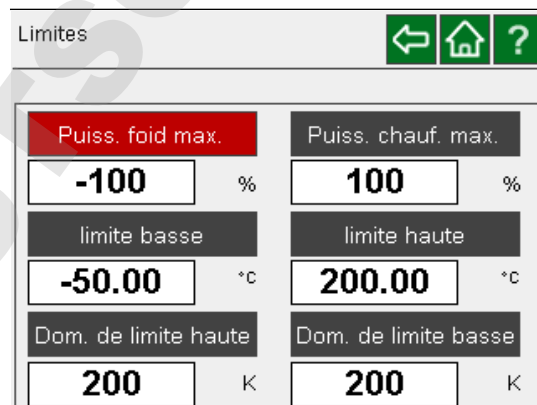 Limites ?
Puiss. foid max. Puiss. chauf. max.
-100 % 100 %
limite basse limite haute
-50.00 °C 200.00 °C
Dom. de limite haute Dom. de limite basse
200 K 200 K